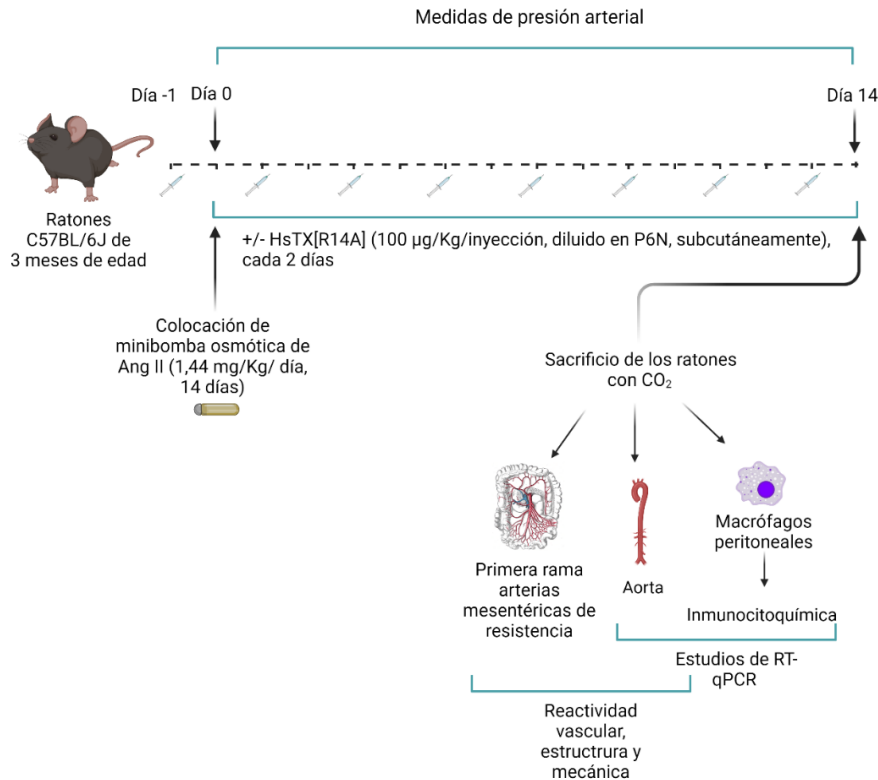 Medidas de presión arterial
Día -1
Día 0
Día 14
Ratones
C57BL/6J de
3 meses de edad
+/- HsTX[R14A] (100 µg/Kg/inyección, diluido en P6N, subcutáneamente),
cada 2 días
Colocación de
minibomba osmótica de
Ang II (1,44 mg/Kg/ día,
14 días)
Sacrificio de los ratones
con CO₂
Primera rama
arterias
mesentéricas de
resistencia
Aorta
Macrófagos
peritoneales
Inmunocitoquímica
Estudios de RT-
qPCR
Reactividad
vascular,
estructrura y
mecánica